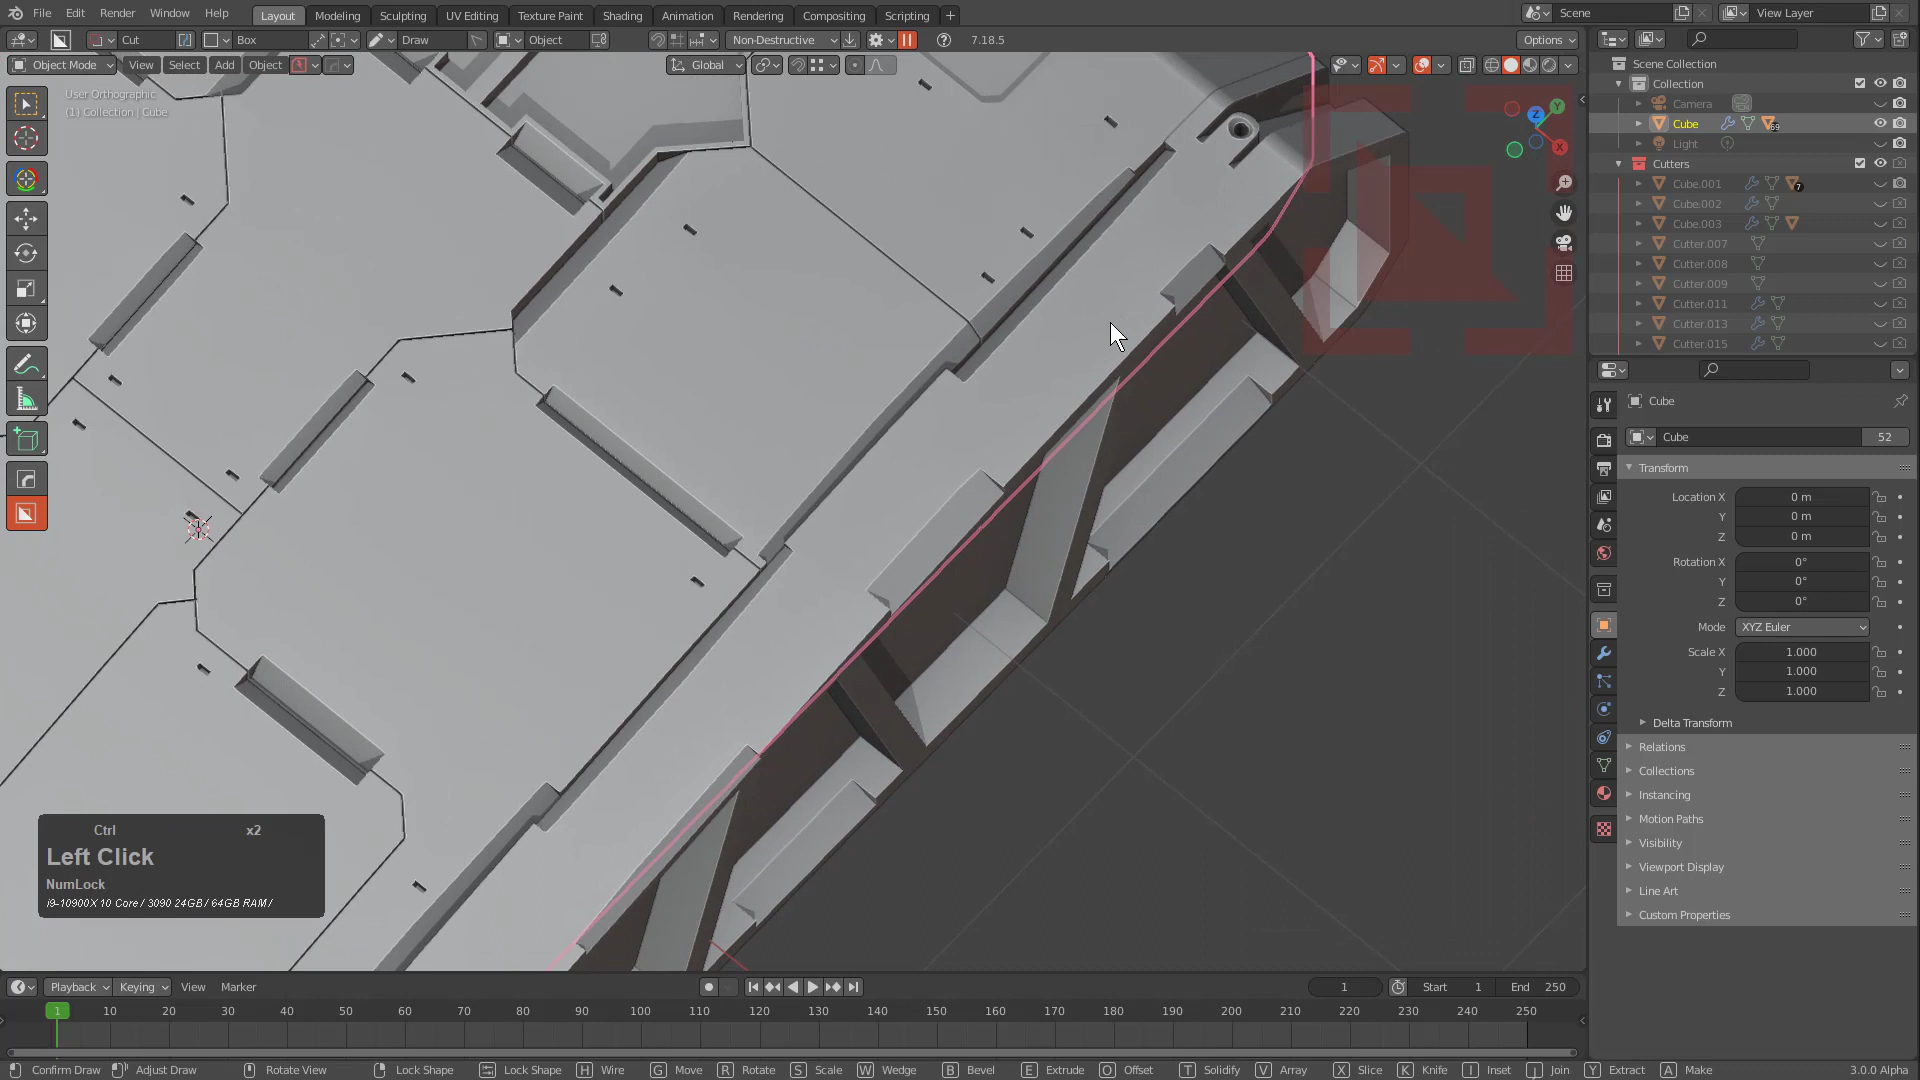 File Edit Render Window Help Layout Modeling Sculpting UV Editing Texture Paint Shading Animation Rendering Compositing Scripting + Scene View Layer
Cut Box Draw Object Non-Destructive 7.18.5 Options
Object Mode View Select Add Object Global
User Orthographic
(1) Collection | Cube
Z
Y
X
Scene Collection
Collection
Camera
Cube 69
Light
Cutters
Cube.001 7
Cube.002
Cube.003
Cutter.007
Cutter.008
Cutter.009
Cutter.011
Cutter.013
Cutter.015
Cube
Cube 52
Transform
Location X 0 m
Y 0 m
Z 0 m
Rotation X 0°
Y 0°
Z 0°
Mode XYZ Euler
Scale X 1.000
Y 1.000
Z 1.000
Delta Transform
Relations
Collections
Instancing
Motion Paths
Visibility
Viewport Display
Line Art
Custom Properties
Ctrl x2
Left Click
NumLock
i9-10900X 10 Core / 3090 24GB / 64GB RAM /
Playback Keying View Marker 1 Start 1 End 250
1 10 20 30 40 50 60 70 80 90 100 110 120 130 140 150 160 170 180 190 200 210 220 230 240 250
Confirm Draw Adjust Draw Rotate View Lock Shape Lock Shape H Wire G Move R Rotate S Scale W Wedge B Bevel E Extrude O Offset T Solidify V Array X Slice K Knife I Inset J Join Y Extract A Make 3.0.0 Alpha